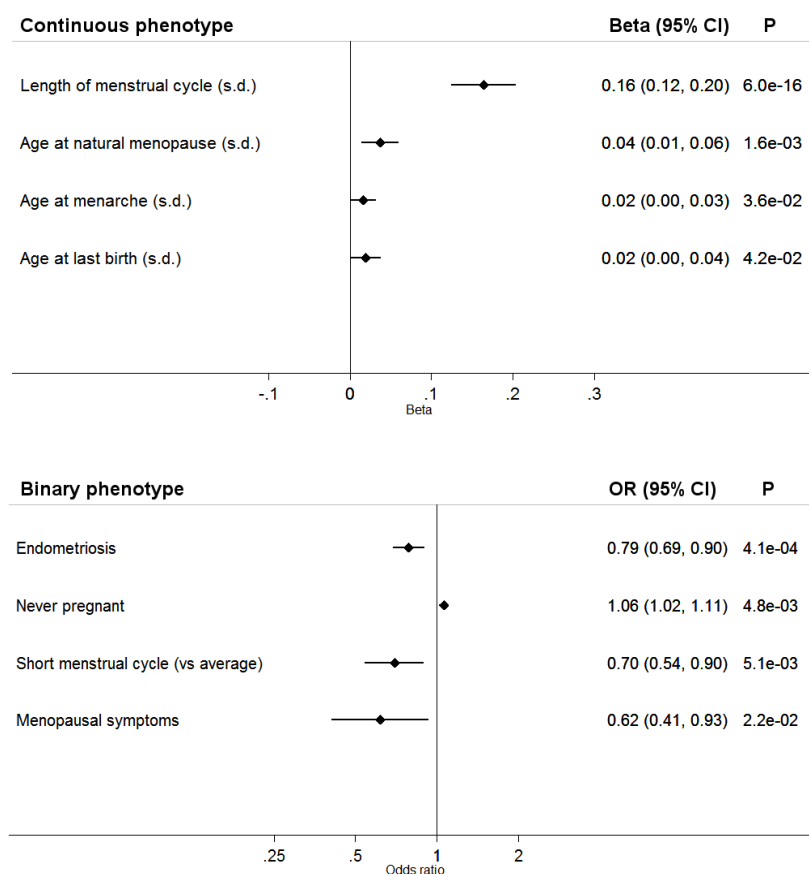 Continuous phenotype Beta (95% CI) P
Length of menstrual cycle (s.d.) 0.16 (0.12, 0.20) 6.0e-16
Age at natural menopause (s.d.) 0.04 (0.01, 0.06) 1.6e-03
Age at menarche (s.d.) 0.02 (0.00, 0.03) 3.6e-02
Age at last birth (s.d.) 0.02 (0.00, 0.04) 4.2e-02
-.1 0 .1 .2 .3
Beta
Binary phenotype OR (95% CI) P
Endometriosis 0.79 (0.69, 0.90) 4.1e-04
Never pregnant 1.06 (1.02, 1.11) 4.8e-03
Short menstrual cycle (vs average) 0.70 (0.54, 0.90) 5.1e-03
Menopausal symptoms 0.62 (0.41, 0.93) 2.2e-02
.25 .5 1 2
Odds ratio